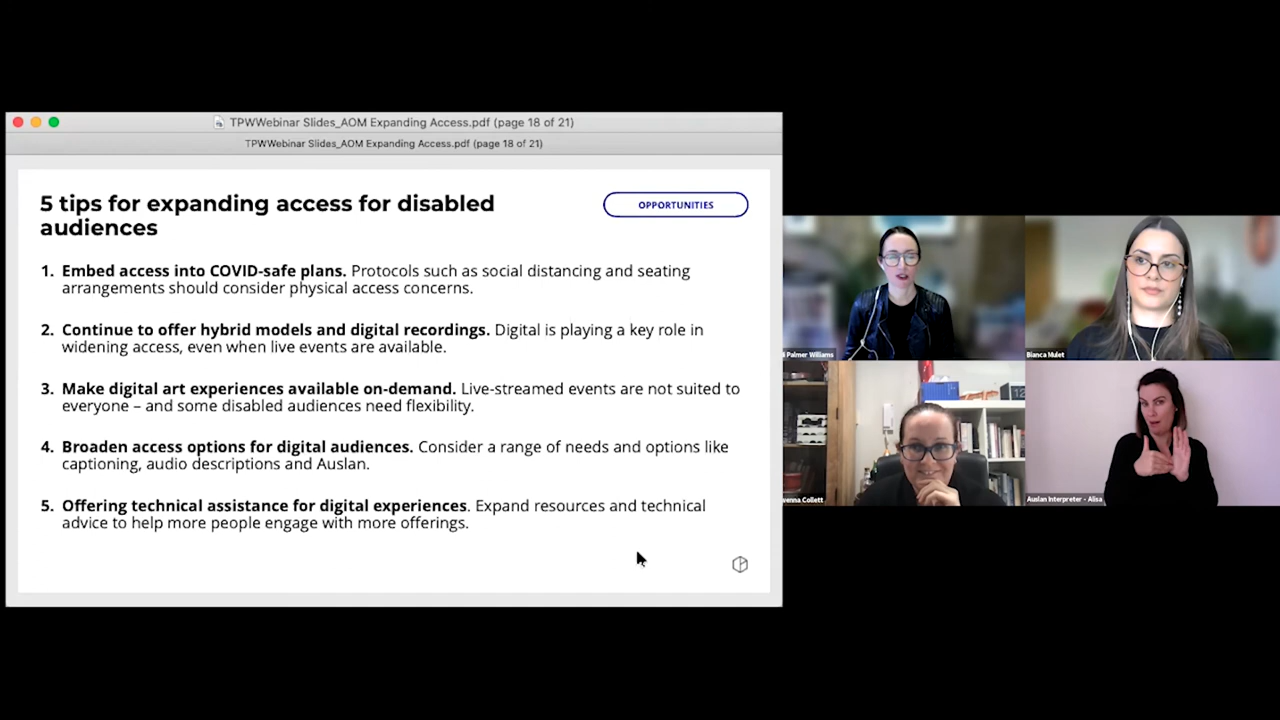 TPWWebinar Slides_AOM Expanding Access.pdf (page 18 of 21)
TPWWebinar Slides_AOM Expanding Access.pdf (page 18 of 21)
5 tips for expanding access for disabled
audiences
OPPORTUNITIES
1. Embed access into COVID-safe plans. Protocols such as social distancing and seating
arrangements should consider physical access concerns.
2. Continue to offer hybrid models and digital recordings. Digital is playing a key role in
widening access, even when live events are available.
3. Make digital art experiences available on-demand. Live-streamed events are not suited to
everyone – and some disabled audiences need flexibility.
4. Broaden access options for digital audiences. Consider a range of needs and options like
captioning, audio descriptions and Auslan.
5. Offering technical assistance for digital experiences. Expand resources and technical
advice to help more people engage with more offerings.
Palmer Williams
Bianca Mulet
Collett
Auslan Interpreter - Alisa